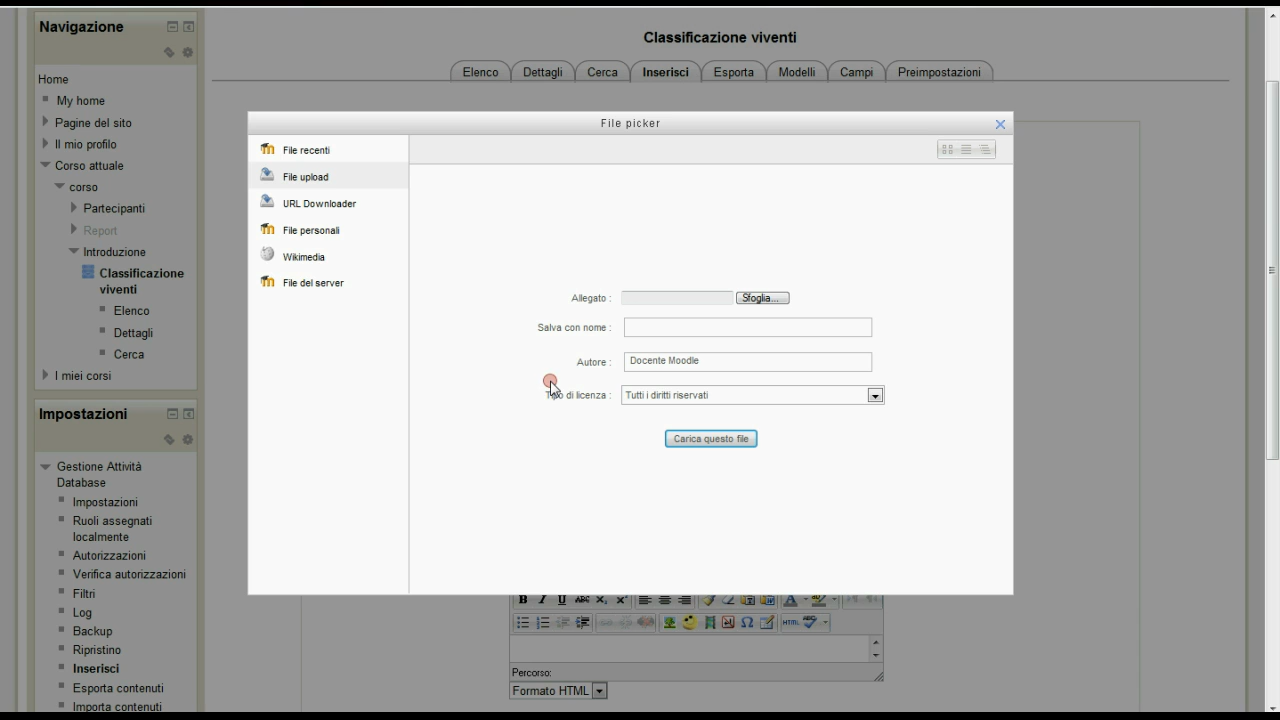 Navigazione
Home
My home
Pagine del sito
Il mio profilo
Corso attuale
corso
Partecipanti
Report
Introduzione
Classificazione
viventi
Elenco
Dettagli
Cerca
I miei corsi
Impostazioni
Gestione Attività
Database
Impostazioni
Ruoli assegnati
localmente
Autorizzazioni
Verifica autorizzazioni
Filtri
Log
Backup
Ripristino
Inserisci
Esporta contenuti
Importa contenuti
Classificazione viventi
Elenco Dettagli Cerca Inserisci Esporta Modelli Campi Preimpostazioni
File picker
File recenti
File upload
URL Downloader
File personali
Wikimedia
File del server
Allegato : Sfoglia...
Salva con nome :
Autore : Docente Moodle
di licenza : Tutti i diritti riservati
Carica questo file
B I U ABC X, X'
HTML
Percorso:
Formato HTML